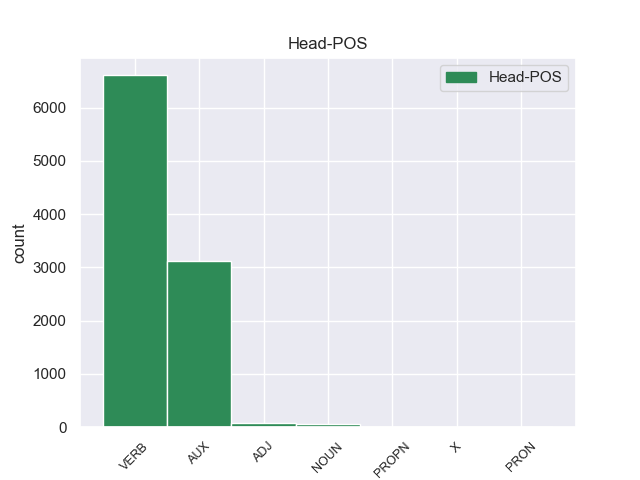 Head-POS
Head-POS
6000
5000
4000
3000
2000
1000
0
count
VERB
AUX
ADJ
NOUN
PROPN
X
PRON